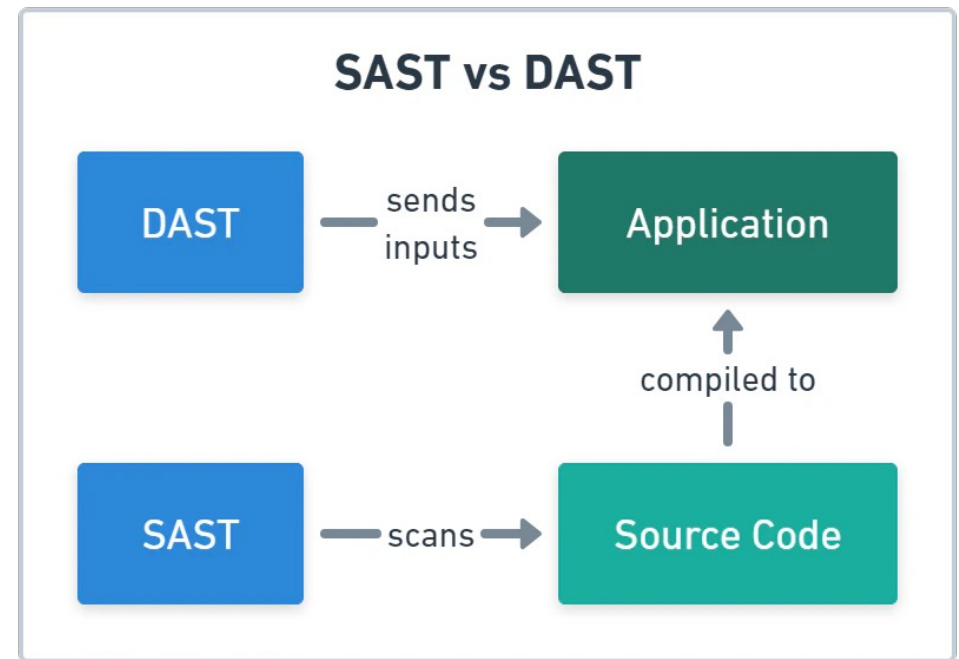 SAST vs DAST
DAST
sends
inputs
Application
compiled to
SAST
scans
Source Code